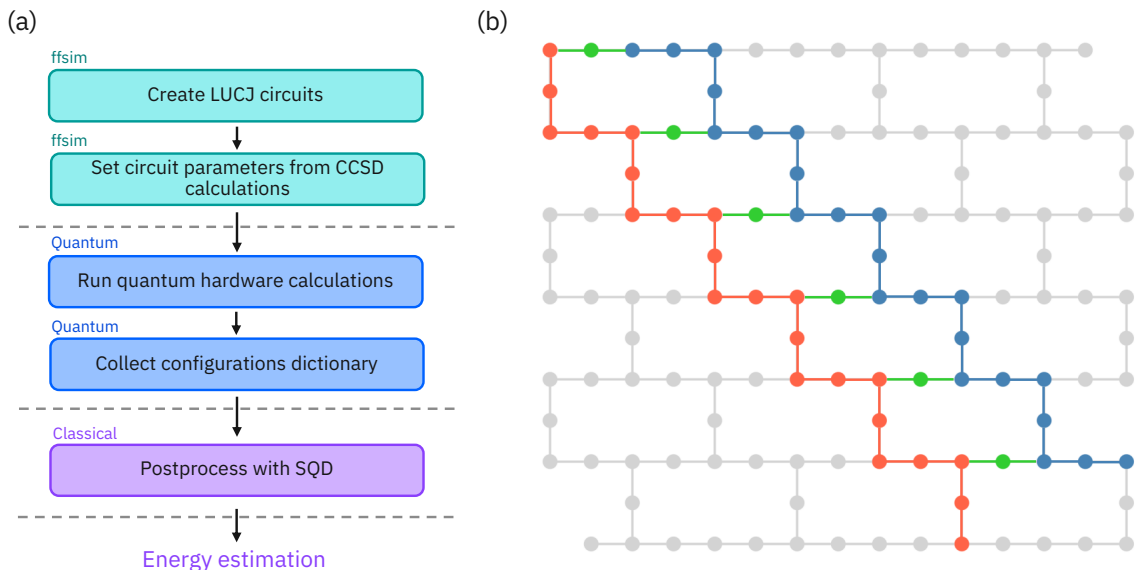 (a)
ffsim
Create LUCJ circuits
ffsim
Set circuit parameters from CCSD
calculations
Quantum
Run quantum hardware calculations
Quantum
Collect configurations dictionary
Classical
Postprocess with SQD
Energy estimation
(b)